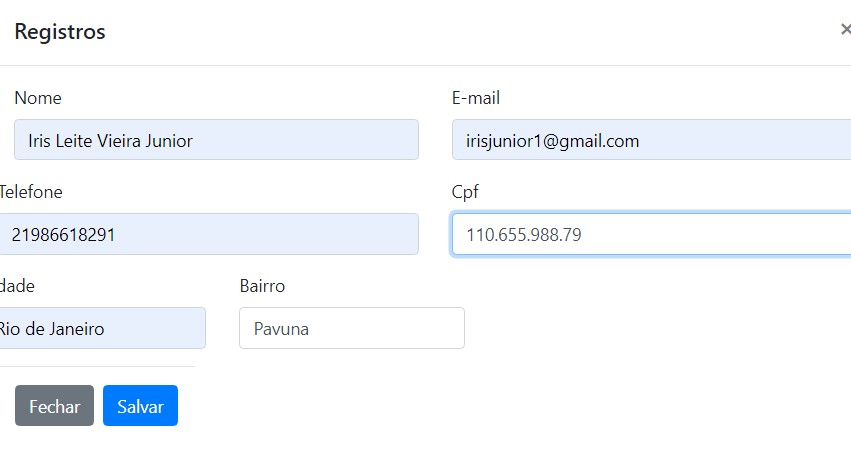 Registros ×
Nome E-mail
Iris Leite Vieira Junior irisjunior1@gmail.com
Telefone Cpf
21986618291 110.655.988.79
dade Bairro
Rio de Janeiro Pavuna
Fechar Salvar